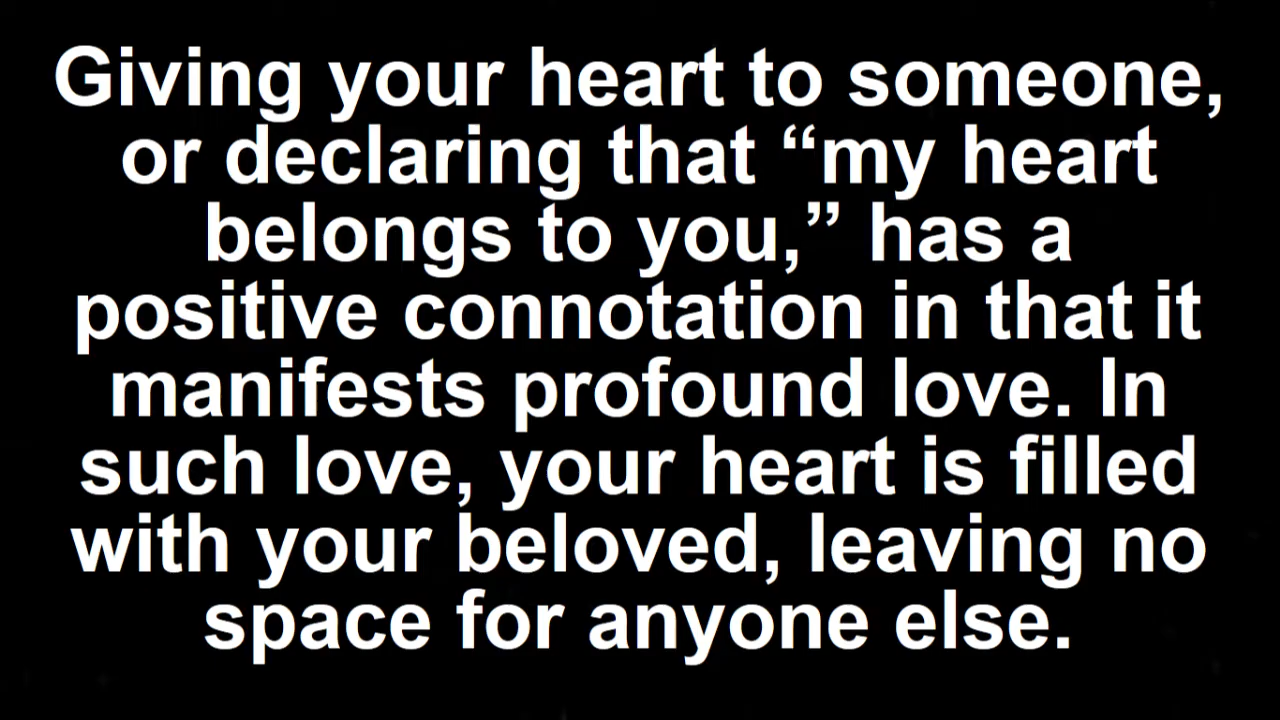 Giving your heart to someone,
or declaring that “my heart
belongs to you,” has a
positive connotation in that it
manifests profound love. In
such love, your heart is filled
with your beloved, leaving no
space for anyone else.